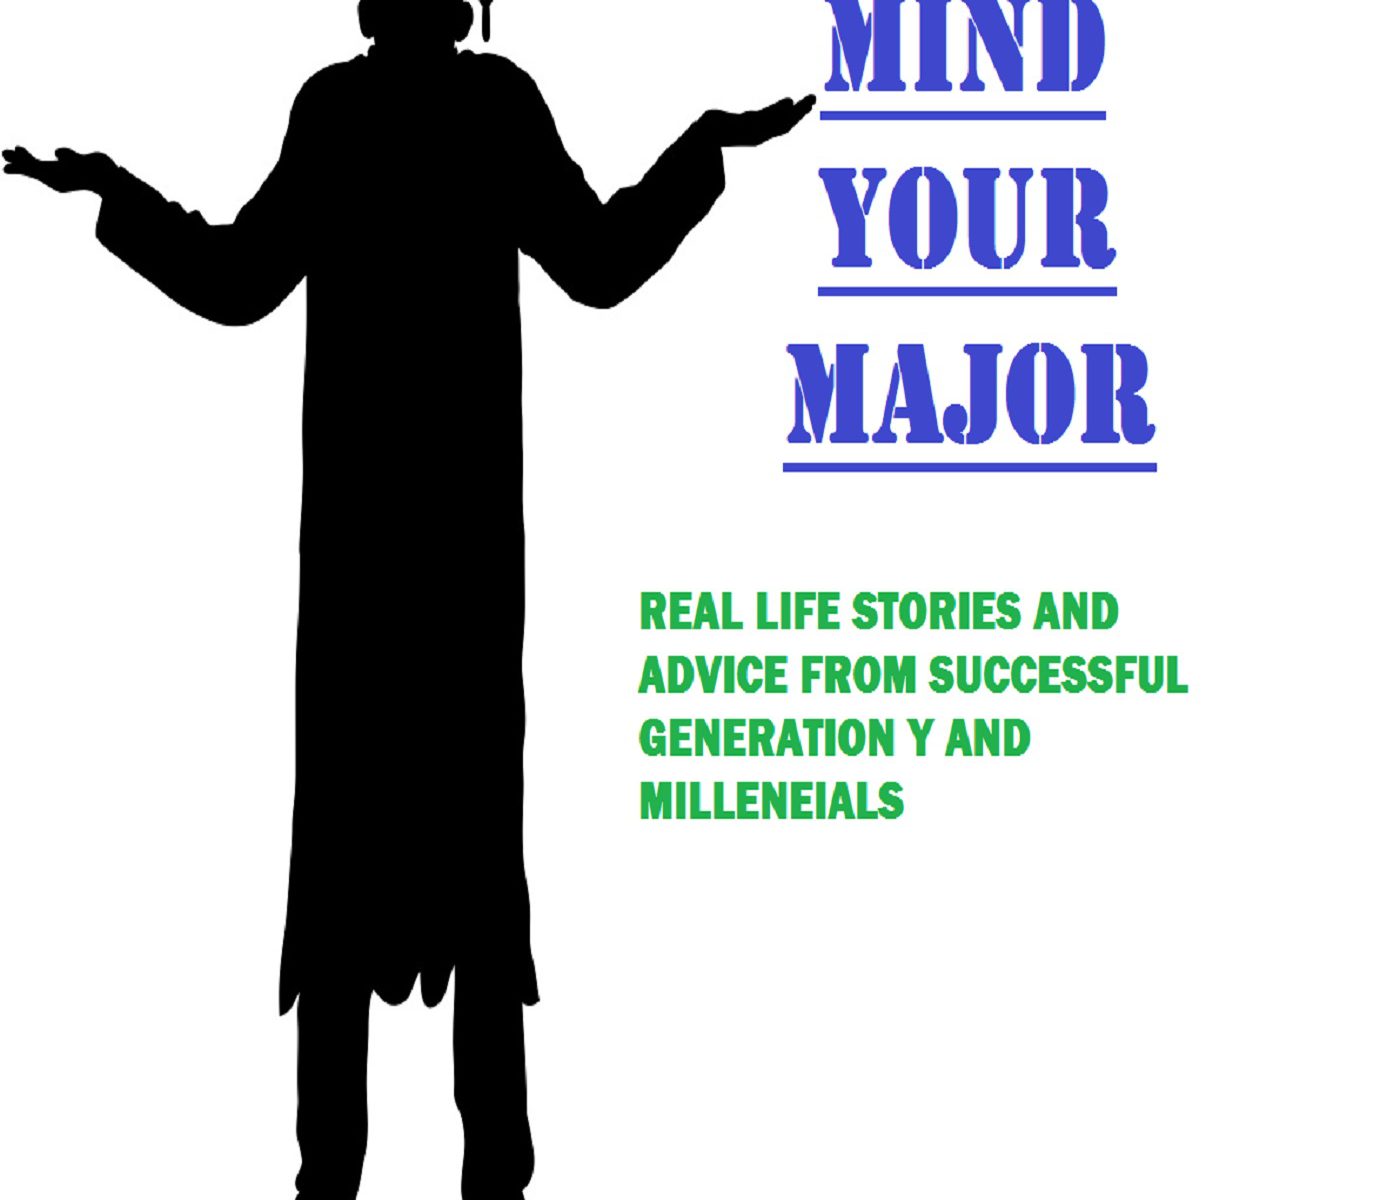 MIND
YOUR
MAJOR
REAL LIFE STORIES AND
ADVICE FROM SUCCESSFUL
GENERATION Y AND
MILLENEIALS